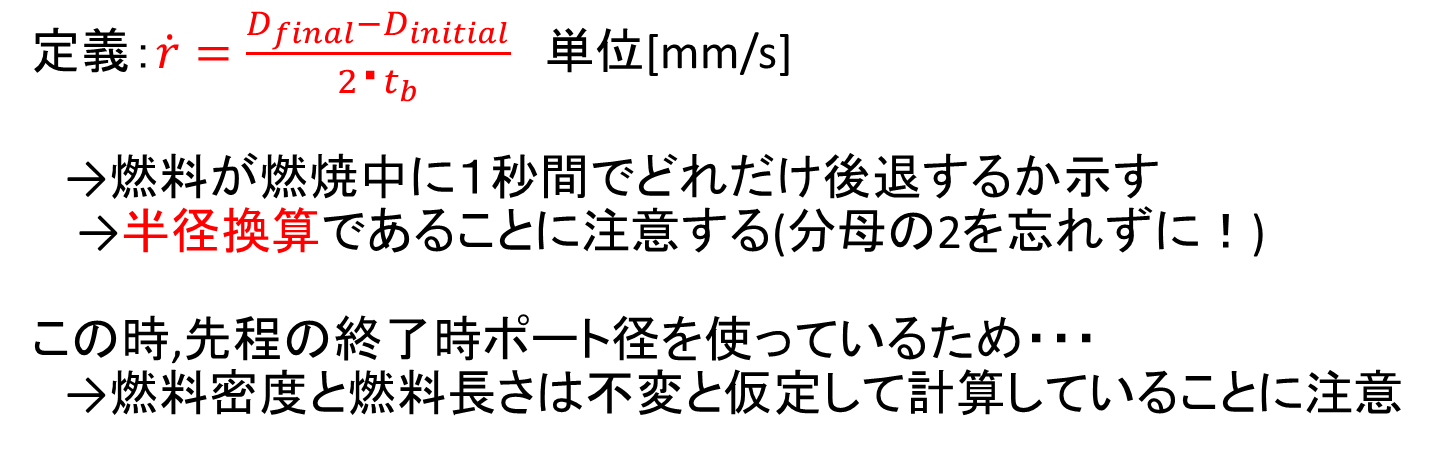 定義:ṙ = (D_final−D_initial)/(2▪t_b) 単位[mm/s]
→燃料が燃焼中に１秒間でどれだけ後退するか示す
→半径換算であることに注意する(分母の2を忘れずに！)
この時,先程の終了時ポート径を使っているため・・・
→燃料密度と燃料長さは不変と仮定して計算していることに注意